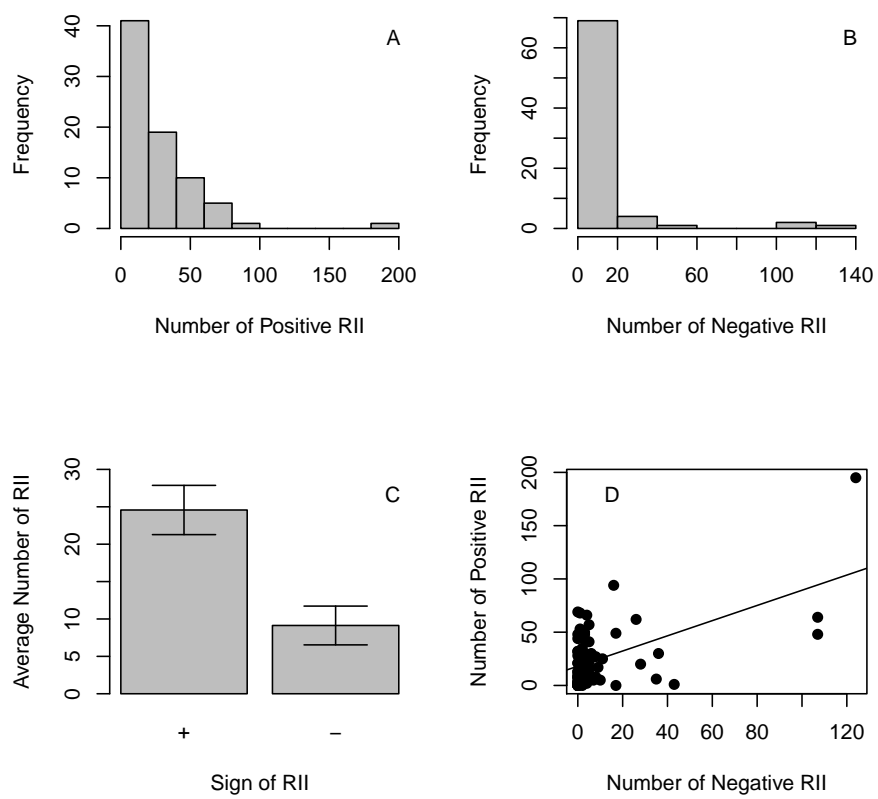 A
Frequency
0 10 20 30 40
0 50 100 150 200
Number of Positive RII
B
Frequency
0 20 40 60
0 20 60 100 140
Number of Negative RII
C
Average Number of RII
0 5 10 20 30
+ −
Sign of RII
D
Number of Positive RII
0 50 100 150 200
0 20 40 60 80 120
Number of Negative RII